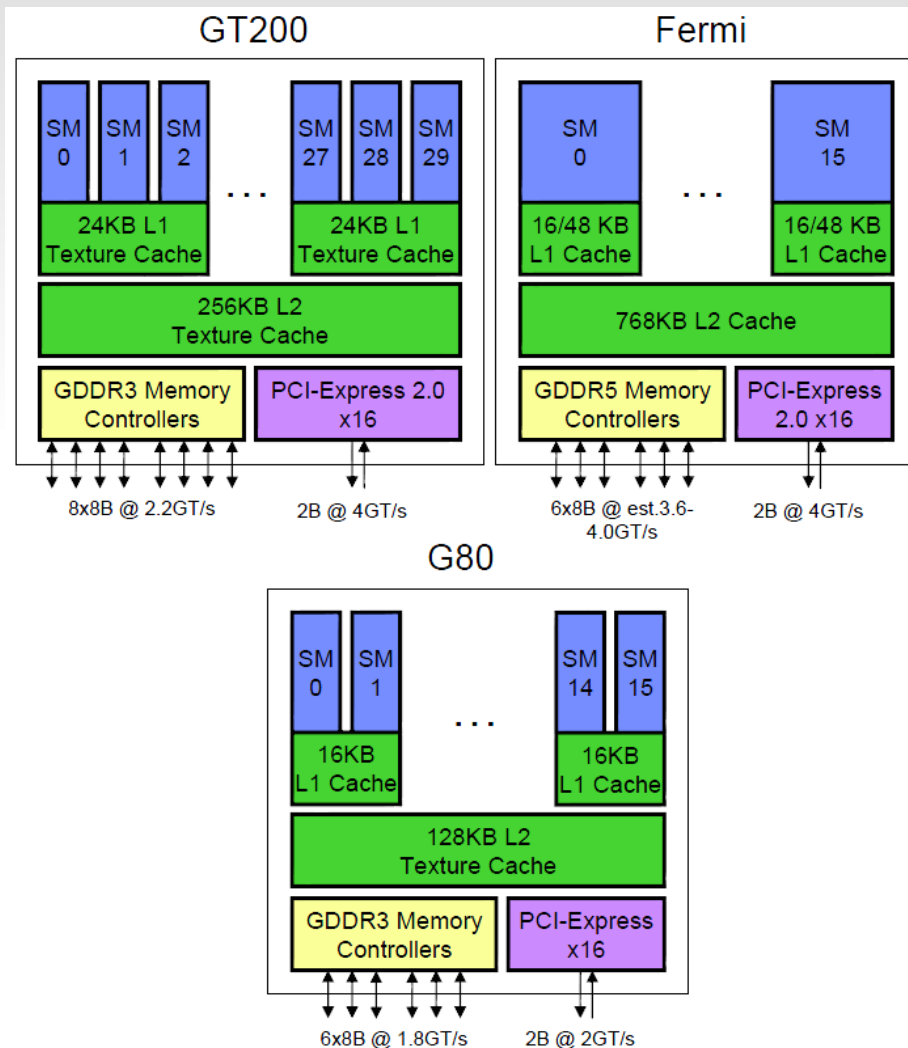 GT200
SM
0
SM
1
SM
2
. . .
SM
27
SM
28
SM
29
24KB L1
Texture Cache
24KB L1
Texture Cache
256KB L2
Texture Cache
GDDR3 Memory
Controllers
PCI-Express 2.0
x16
8x8B @ 2.2GT/s
2B @ 4GT/s
Fermi
SM
0
. . .
SM
15
16/48 KB
L1 Cache
16/48 KB
L1 Cache
768KB L2 Cache
GDDR5 Memory
Controllers
PCI-Express
2.0 x16
6x8B @ est.3.6-
4.0GT/s
2B @ 4GT/s
G80
SM
0
SM
1
. . .
SM
14
SM
15
16KB
L1 Cache
16KB
L1 Cache
128KB L2
Texture Cache
GDDR3 Memory
Controllers
PCI-Express
x16
6x8B @ 1.8GT/s
2B @ 2GT/s